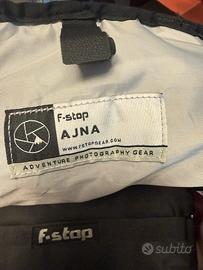 f-stop
AJNA
WWW.FSTOPGEAR.COM
ADVENTURE PHOTOGRAPHY GEAR
f-stop
subito